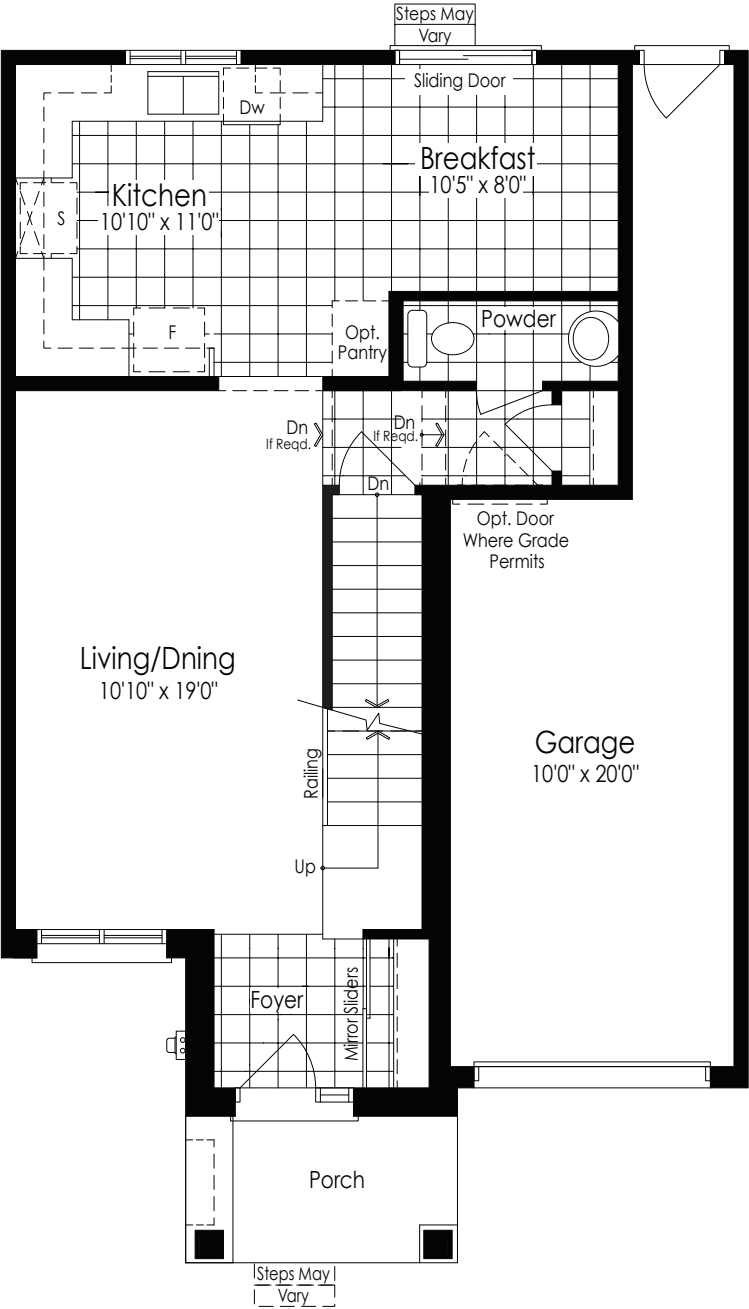 Steps May
Vary
Sliding Door
Dw
Breakfast
10'5" x 8'0"
Kitchen
10'10" x 11'0"
S
F
Opt.
Pantry
Powder
Dn
If Reqd.
Dn
If Reqd.
Dn
Opt. Door
Where Grade
Permits
Living/Dning
10'10" x 19'0"
Garage
10'0" x 20'0"
Railing
Up
Foyer
Mirror Sliders
Porch
Steps May
Vary